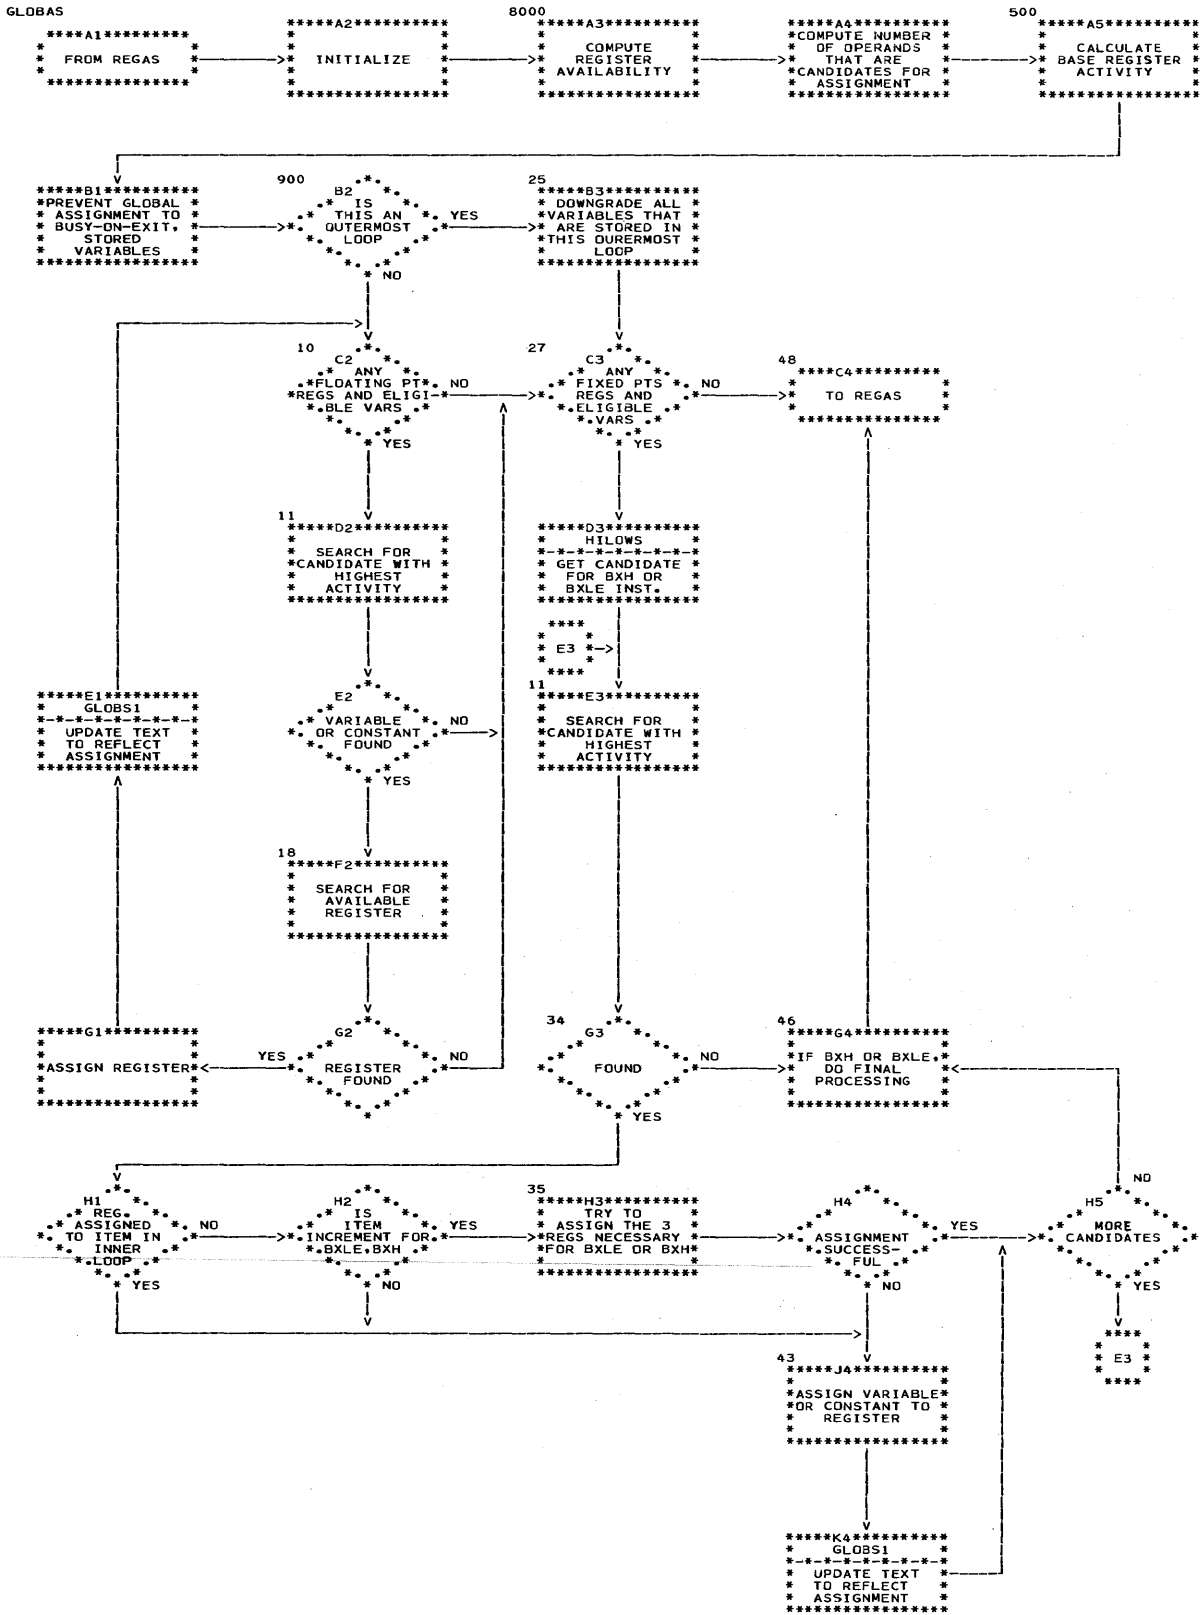 GLOBAS
8000
500
A1
FROM REGAS
A2
INITIALIZE
A3
COMPUTE
REGISTER
AVAILABILITY
A4
COMPUTE NUMBER
OF OPERANDS
THAT ARE
CANDIDATES FOR
ASSIGNMENT
A5
CALCULATE
BASE REGISTER
ACTIVITY
B1
PREVENT GLOBAL
ASSIGNMENT TO
BUSY-ON-EXIT,
STORED
VARIABLES
900
B2
IS
THIS AN
OUTERMOST
LOOP
YES
NO
25
B3
DOWNGRADE ALL
VARIABLES THAT
ARE STORED IN
THIS OURERMOST
LOOP
10
C2
ANY
FLOATING PT
REGS AND ELIGI-
BLE VARS
NO
YES
27
C3
ANY
FIXED PTS
REGS AND
ELIGIBLE
VARS
NO
YES
48
C4
TO REGAS
11
D2
SEARCH FOR
CANDIDATE WITH
HIGHEST
ACTIVITY
D3
HILOWS
GET CANDIDATE
FOR BXH OR
BXLE INST.
E3
E1
GLOBS1
UPDATE TEXT
TO REFLECT
ASSIGNMENT
E2
VARIABLE
OR CONSTANT
FOUND
NO
YES
11
E3
SEARCH FOR
CANDIDATE WITH
HIGHEST
ACTIVITY
18
F2
SEARCH FOR
AVAILABLE
REGISTER
G1
ASSIGN REGISTER
YES
G2
REGISTER
FOUND
NO
34
G3
FOUND
NO
YES
46
G4
IF BXH OR BXLE,
DO FINAL
PROCESSING
H1
REG.
ASSIGNED
TO ITEM IN
INNER
LOOP
NO
YES
H2
IS
ITEM
INCREMENT FOR
BXLE,BXH
YES
NO
35
H3
TRY TO
ASSIGN THE 3
REGS NECESSARY
FOR BXLE OR BXH
H4
ASSIGNMENT
SUCCESS-
FUL
YES
NO
NO
H5
MORE
CANDIDATES
YES
E3
43
J4
ASSIGN VARIABLE
OR CONSTANT TO
REGISTER
K4
GLOBS1
UPDATE TEXT
TO REFLECT
ASSIGNMENT